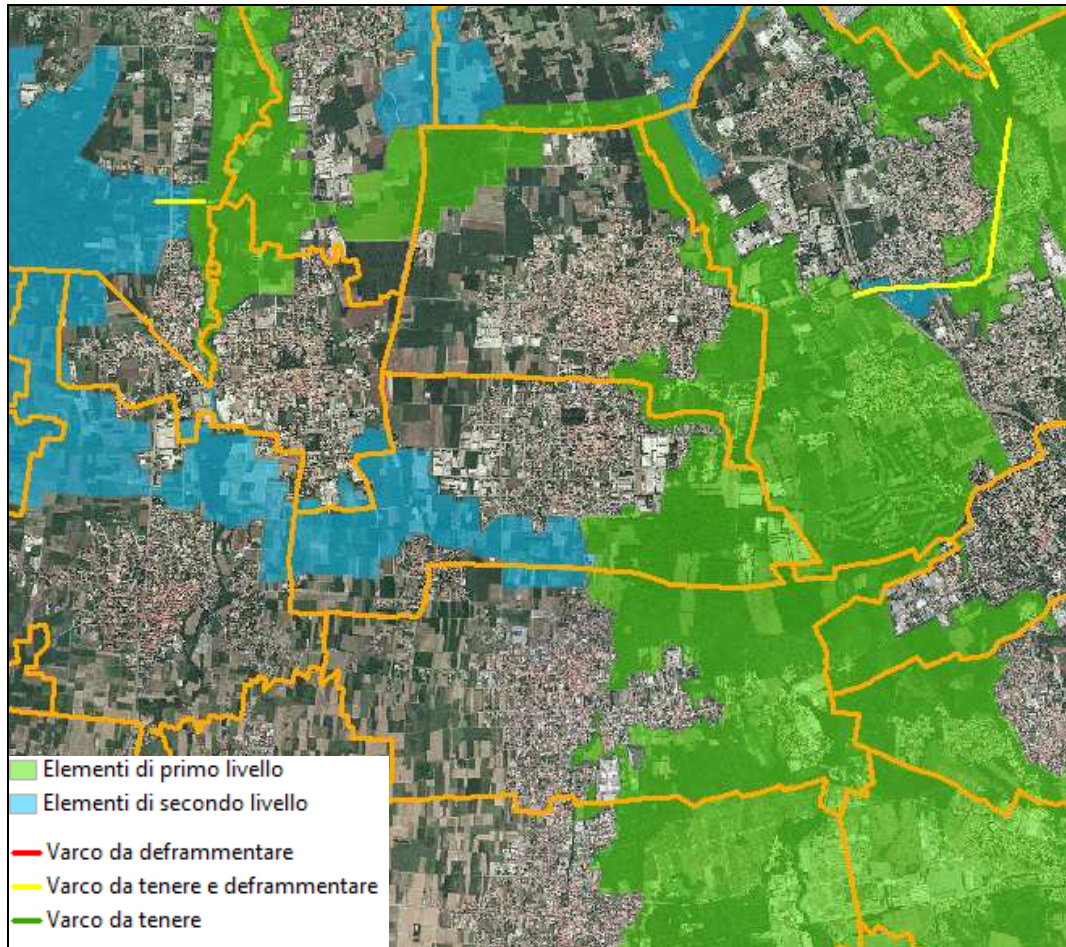 Elementi di primo livello
Elementi di secondo livello
Varco da deframmentare
Varco da tenere e deframmentare
Varco da tenere